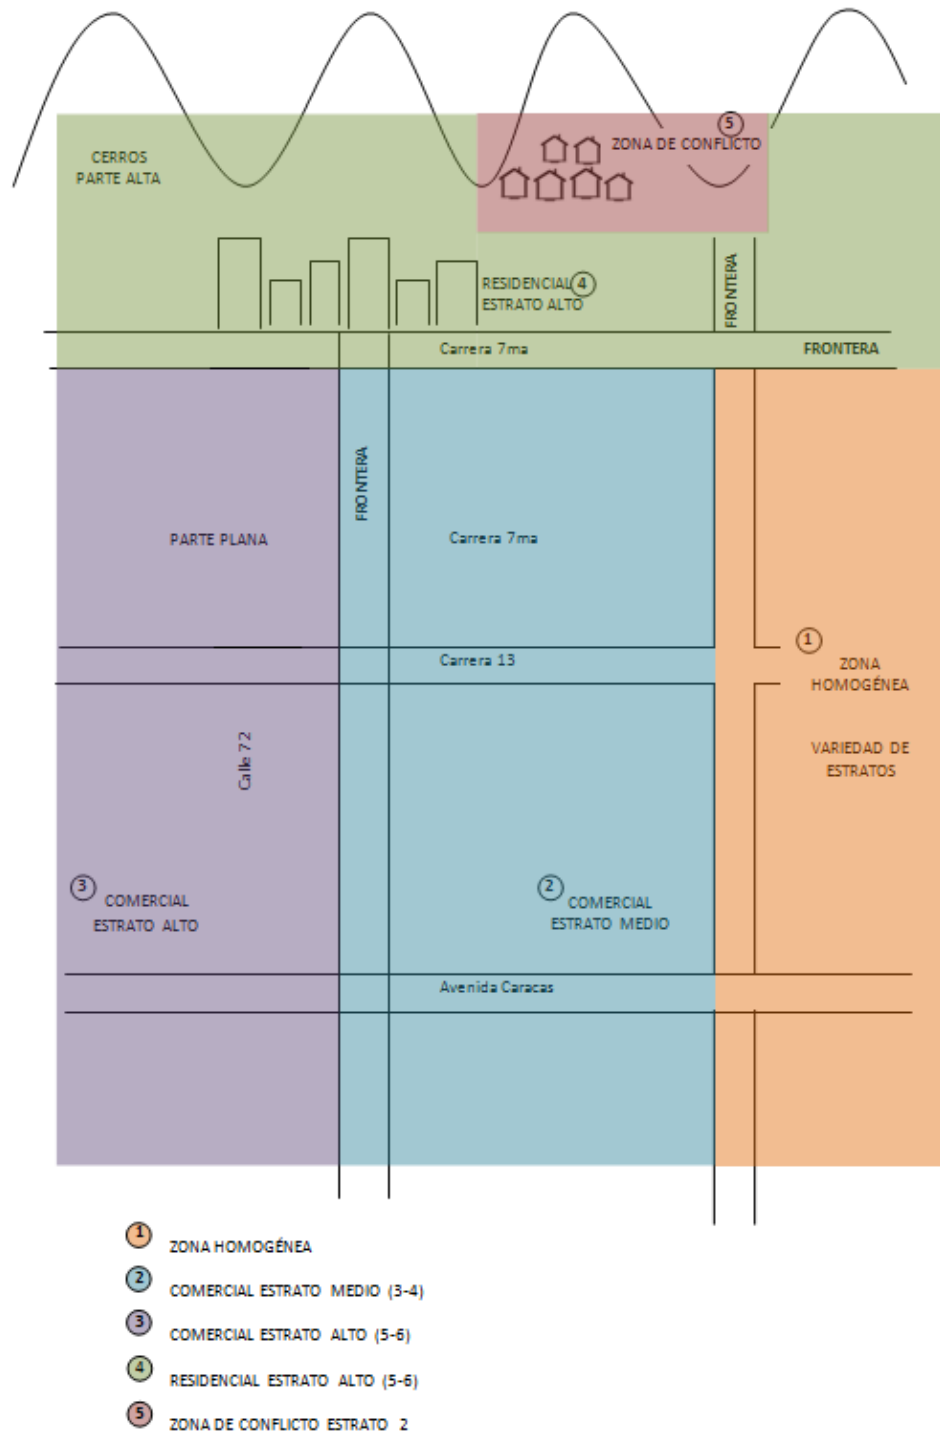 5
ZONA DE CONFLICTO
CERROS
PARTE ALTA
RESIDENCIAL 4
ESTRATO ALTO
FRONTERA
Carrera 7ma
FRONTERA
FRONTERA
PARTE PLANA
Carrera 7ma
1
Carrera 13
ZONA
HOMOGÉNEA
Calle 72
VARIEDAD DE
ESTRATOS
3
COMERCIAL
ESTRATO ALTO
2
COMERCIAL
ESTRATO MEDIO
Avenida Caracas
1 ZONA HOMOGÉNEA
2 COMERCIAL ESTRATO MEDIO (3-4)
3 COMERCIAL ESTRATO ALTO (5-6)
4 RESIDENCIAL ESTRATO ALTO (5-6)
5 ZONA DE CONFLICTO ESTRATO 2